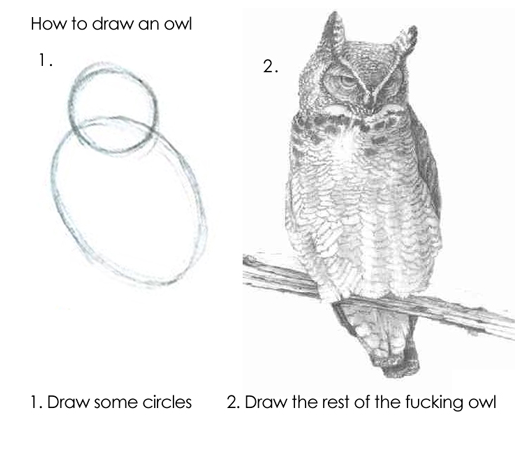 How to draw an owl
1.
2.
1. Draw some circles
2. Draw the rest of the fucking owl